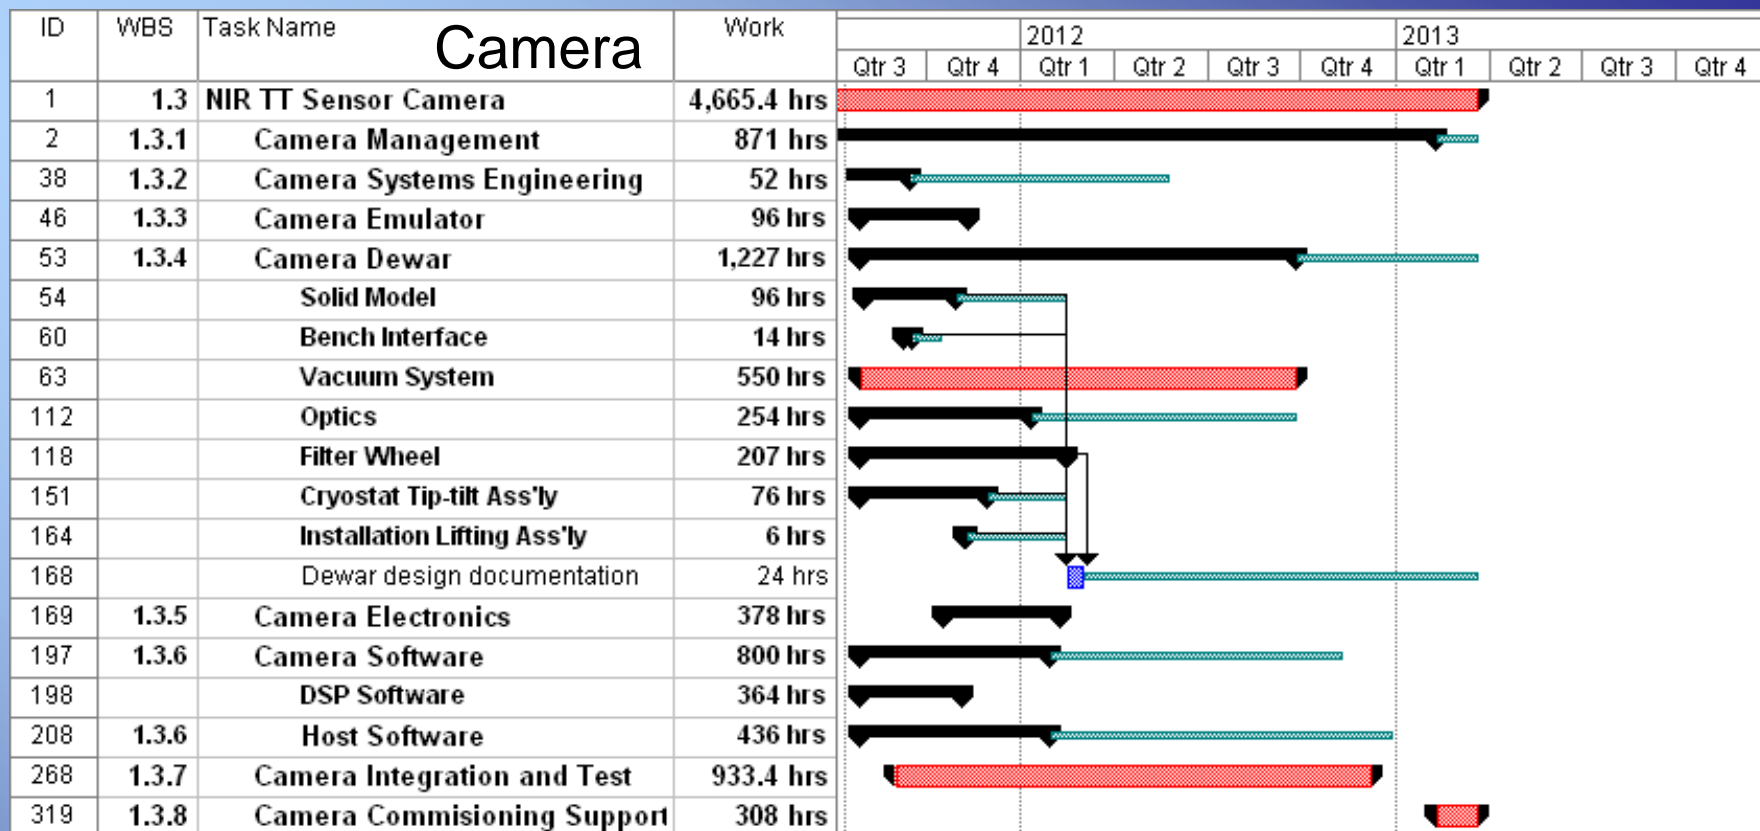 ID WBS Task Name Camera Work 2012 2013
Qtr 3 Qtr 4 Qtr 1 Qtr 2 Qtr 3 Qtr 4 Qtr 1 Qtr 2 Qtr 3 Qtr 4
1 1.3 NIR TT Sensor Camera 4,665.4 hrs
2 1.3.1 Camera Management 871 hrs
38 1.3.2 Camera Systems Engineering 52 hrs
46 1.3.3 Camera Emulator 96 hrs
53 1.3.4 Camera Dewar 1,227 hrs
54 Solid Model 96 hrs
60 Bench Interface 14 hrs
63 Vacuum System 550 hrs
112 Optics 254 hrs
118 Filter Wheel 207 hrs
151 Cryostat Tip-tilt Ass'ly 76 hrs
164 Installation Lifting Ass'ly 6 hrs
168 Dewar design documentation 24 hrs
169 1.3.5 Camera Electronics 378 hrs
197 1.3.6 Camera Software 800 hrs
198 DSP Software 364 hrs
208 1.3.6 Host Software 436 hrs
268 1.3.7 Camera Integration and Test 933.4 hrs
319 1.3.8 Camera Commisioning Support 308 hrs